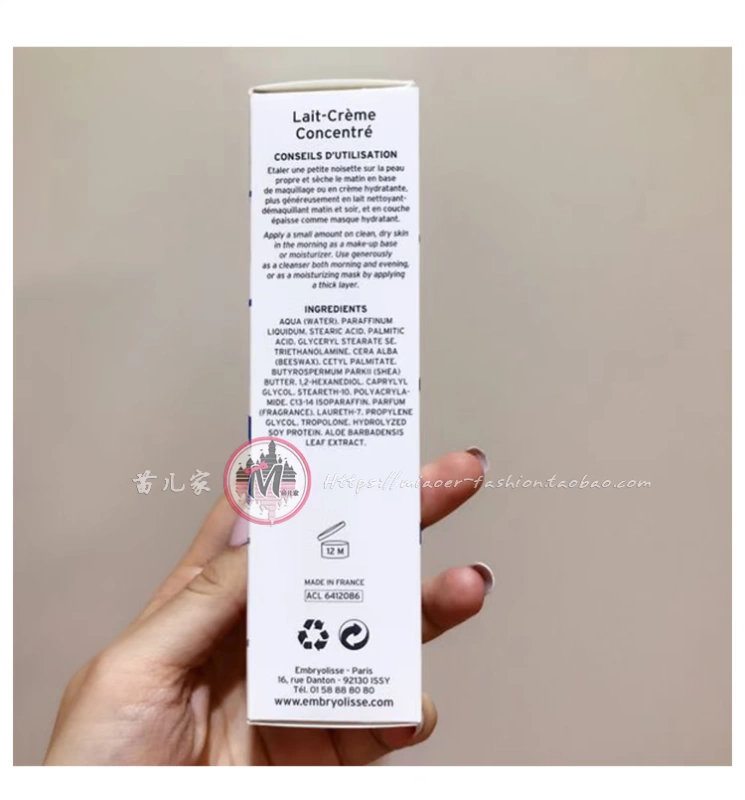 Lait-Crème
Concentré
CONSEILS D'UTILISATION
Etaler une petite noisette sur la peau
propre et sèche le matin en base
de maquillage ou en crème hydratante,
plus généreusement en lait nettoyant-
démaquillant matin et soir, et en couche
épaisse comme masque hydratant.
Apply a small amount on clean, dry skin
in the morning as a make-up base
or moisturizer. Use generously
as a cleanser both morning and evening,
or as a moisturizing mask by applying
a thick layer.
INGREDIENTS
AQUA (WATER). PARAFFINUM
LIQUIDUM. STEARIC ACID. PALMITIC
ACID. GLYCERYL STEARATE SE.
TRIETHANOLAMINE. CERA ALBA
(BEESWAX). CETYL PALMITATE.
BUTYROSPERMUM PARKII (SHEA)
BUTTER. 1,2-HEXANEDIOL. CAPRYLYL
GLYCOL. STEARETH-10. POLYACRYLA-
MIDE. C13-14 ISOPARAFFIN. PARFUM
(FRAGRANCE). LAURETH-7. PROPYLENE
GLYCOL. TROPOLONE. HYDROLYZED
SOY PROTEIN. ALOE BARBADENSIS
LEAF EXTRACT.
苗儿家 M 苗儿家 Https://miaoer-fashion.taobao.com/
12 M
MADE IN FRANCE
ACL 6412086
Embryolisse - Paris
16, rue Danton - 92130 ISSY
Tél. 01 58 88 80 80
www.embryolisse.com